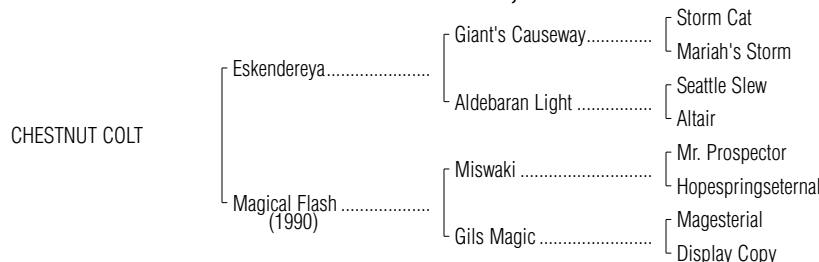 Storm Cat
Giant's Causeway..............
Mariah's Storm
Eskendereya......................
Seattle Slew
Aldebaran Light ................
Altair
CHESTNUT COLT
Mr. Prospector
Miswaki ............................
Hopespringseternal
Magical Flash ...................
(1990)
Magesterial
Gils Magic ........................
Display Copy